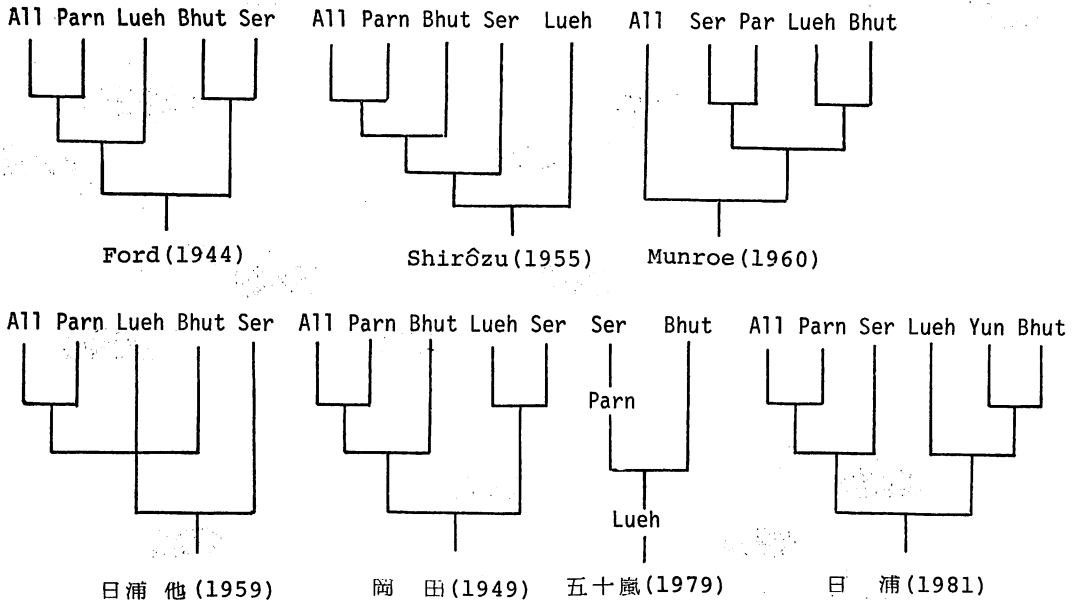 All Parn Lueh Bhut Ser
All Parn Bhut Ser Lueh
All Ser Par Lueh Bhut
Ford(1944)
Shirôzu(1955)
Munroe(1960)
All Parn Lueh Bhut Ser
All Parn Bhut Lueh Ser
Ser Bhut
Parn
Lueh
All Parn Ser Lueh Yun Bhut
日浦 他(1959)
岡 田(1949)
五十嵐(1979)
日 浦(1981)